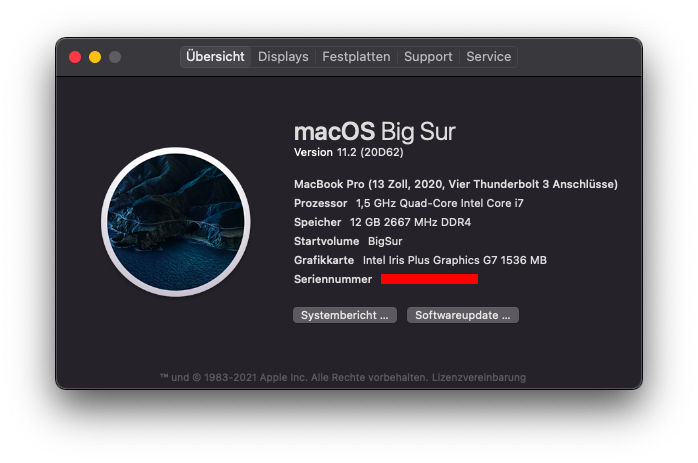 Übersicht Displays Festplatten Support Service
macOS Big Sur
Version 11.2 (20D62)
MacBook Pro (13 Zoll, 2020, Vier Thunderbolt 3 Anschlüsse)
Prozessor 1,5 GHz Quad-Core Intel Core i7
Speicher 12 GB 2667 MHz DDR4
Startvolume BigSur
Grafikkarte Intel Iris Plus Graphics G7 1536 MB
Seriennummer
Systembericht ... Softwareupdate ...
™ und © 1983-2021 Apple Inc. Alle Rechte vorbehalten. Lizenzvereinbarung